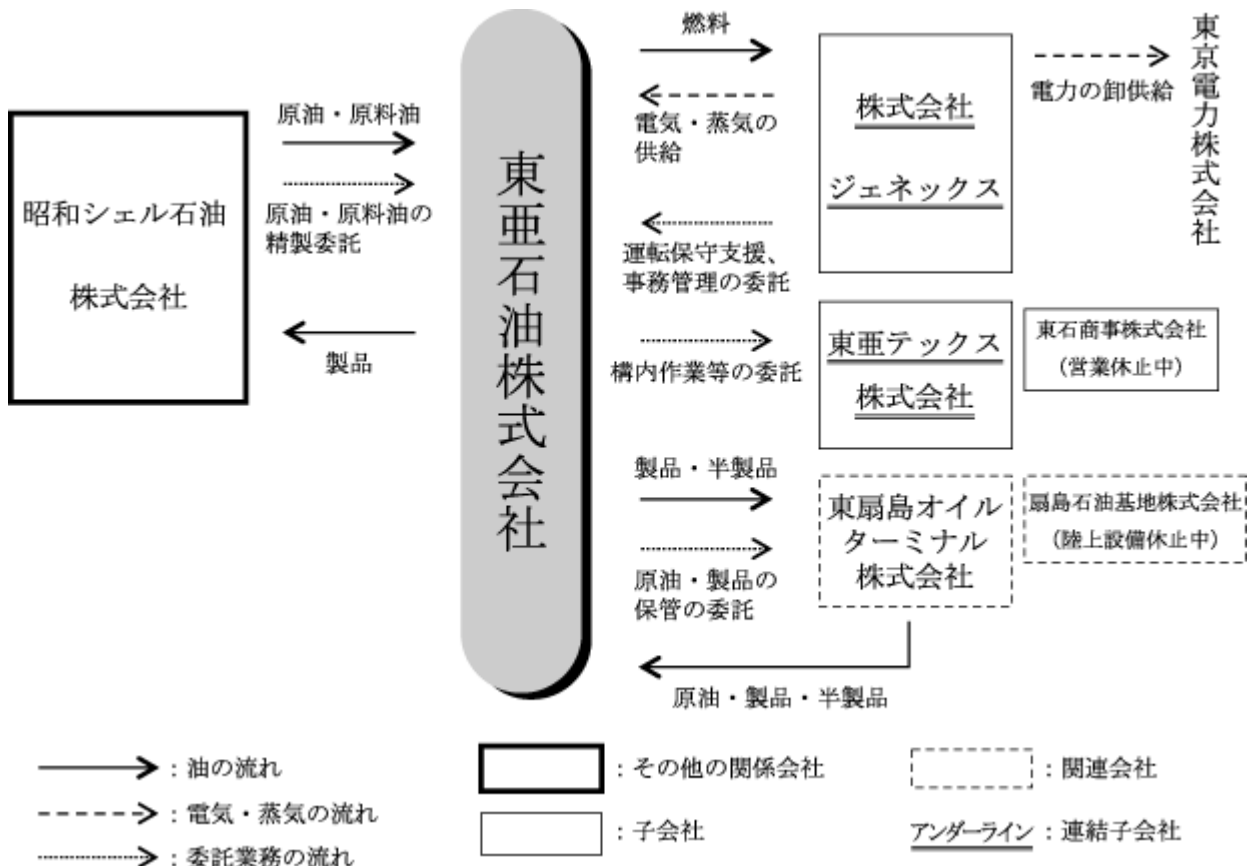 昭和シェル石油
株式会社
原油・原料油
原油・原料油の
精製委託
製品
東亜石油株式会社
燃料
電気・蒸気の
供給
運転保守支援、
事務管理の委託
構内作業等の委託
製品・半製品
原油・製品の
保管の委託
原油・製品・半製品
株式会社
ジェネックス
電力の卸供給
東京電力株式会社
東亜テックス
株式会社
東石商事株式会社
(営業休止中)
東扇島オイル
ターミナル
株式会社
扇島石油基地株式会社
(陸上設備休止中)
:油の流れ
:電気・蒸気の流れ
:委託業務の流れ
:その他の関係会社
:子会社
:関連会社
アンダーライン:連結子会社